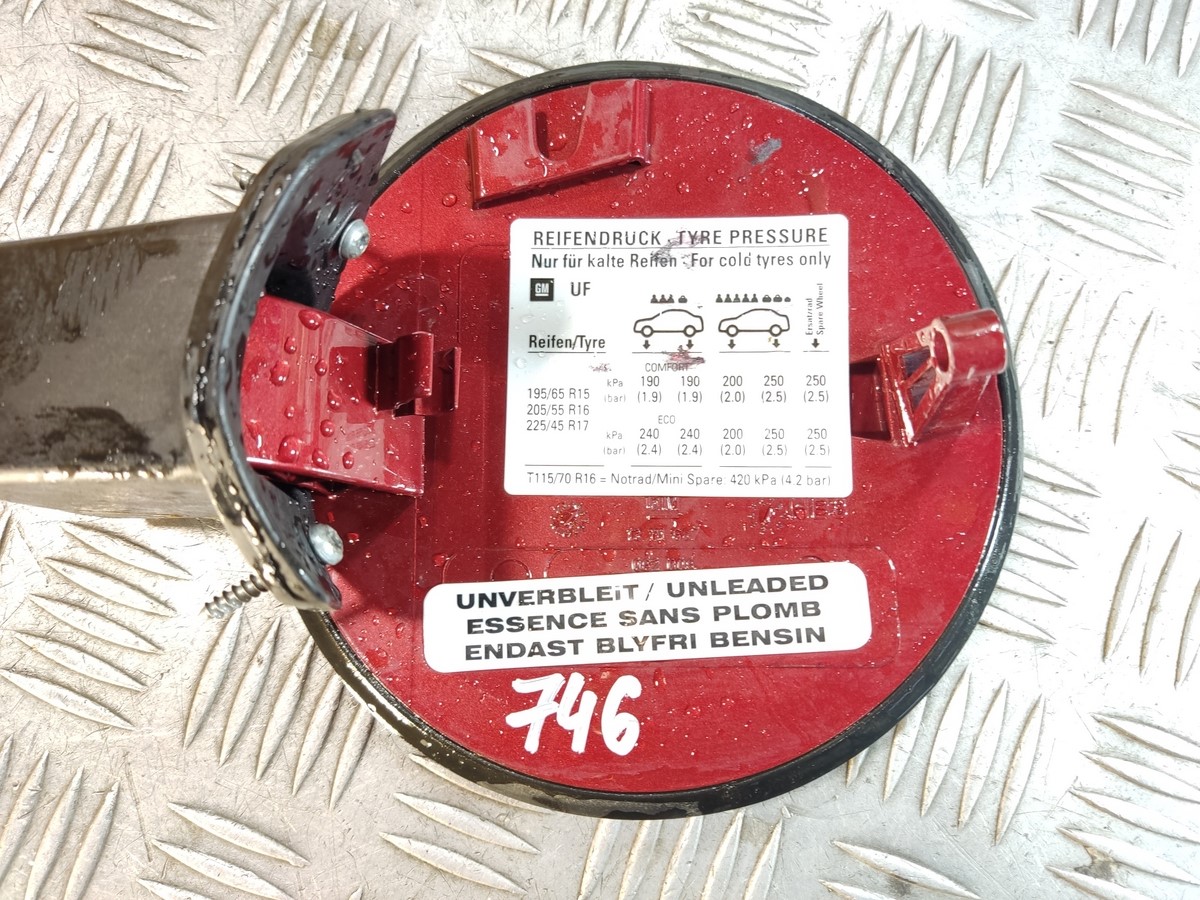 REIFENDRUCK - TYRE PRESSURE
Nur für kalte Reifen - For cold tyres only
GM UF
Ersatzrad
Spare Wheel
Reifen/Tyre
COMFORT
195/65 R15
205/55 R16
225/45 R17
kPa 190 190 200 250 250
(bar) (1.9) (1.9) (2.0) (2.5) (2.5)
ECO
kPa 240 240 200 250 250
(bar) (2.4) (2.4) (2.0) (2.5) (2.5)
T115/70 R16 = Notrad/Mini Spare: 420 kPa (4.2 bar)
UNVERBLEIT / UNLEADED
ESSENCE SANS PLOMB
ENDAST BLYFRI BENSIN
746